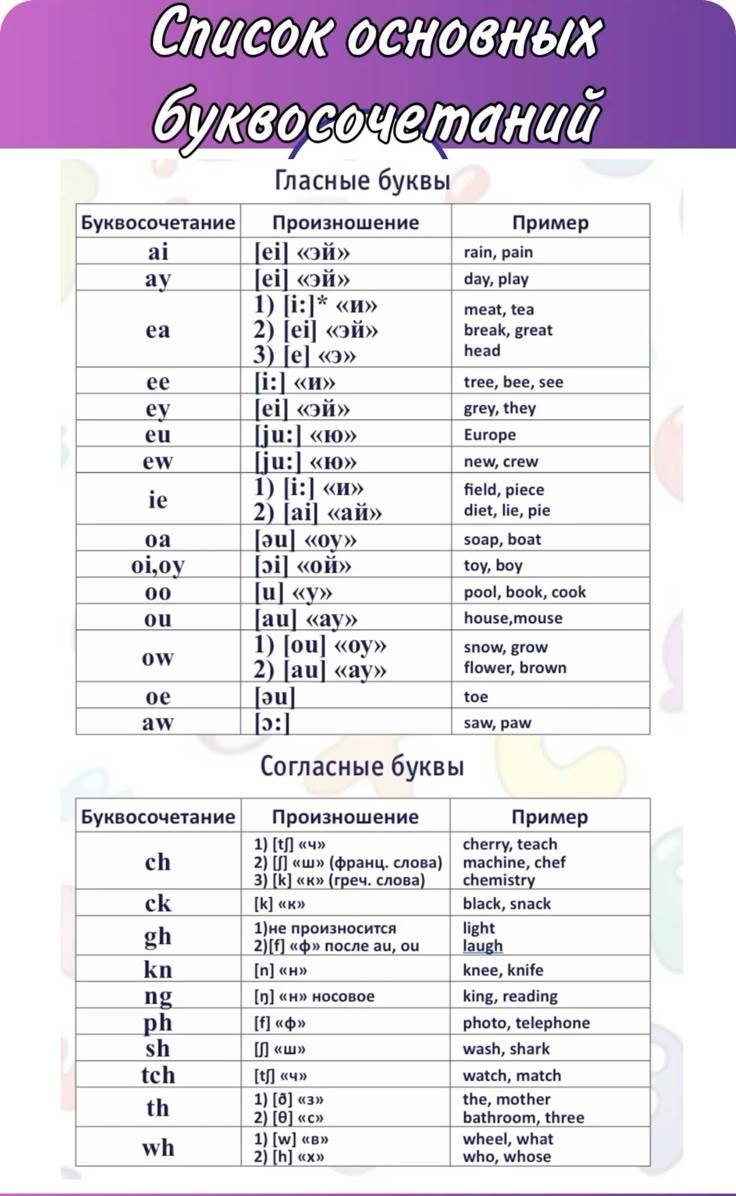 Список основных
буквосочетаний
Гласные буквы
Буквосочетание Произношение Пример
ai [ei] «эй» rain, pain
ay [ei] «эй» day, play
ea 1) [i:]* «и» meat, tea
2) [ei] «эй» break, great
3) [e] «э» head
ee [i:] «и» tree, bee, see
ey [ei] «эй» grey, they
eu [ju:] «ю» Europe
ew [ju:] «ю» new, crew
ie 1) [i:] «и» field, piece
2) [ai] «ай» diet, lie, pie
oa [əu] «оу» soap, boat
oi,oy [ɔi] «ой» toy, boy
oo [u] «у» pool, book, cook
ou [au] «ау» house,mouse
ow 1) [ou] «оу» snow, grow
2) [au] «ау» flower, brown
oe [əu] toe
aw [ɔ:] saw, paw
Согласные буквы
Буквосочетание Произношение Пример
ch 1) [tʃ] «ч» cherry, teach
2) [ʃ] «ш» (франц. слова) machine, chef
3) [k] «к» (греч. слова) chemistry
ck [k] «к» black, snack
gh 1)не произносится light
2)[f] «ф» после au, ou laugh
kn [n] «н» knee, knife
ng [ŋ] «н» носовое king, reading
ph [f] «ф» photo, telephone
sh [ʃ] «ш» wash, shark
tch [tʃ] «ч» watch, match
th 1) [ð] «з» the, mother
2) [θ] «с» bathroom, three
wh 1) [w] «в» wheel, what
2) [h] «х» who, whose